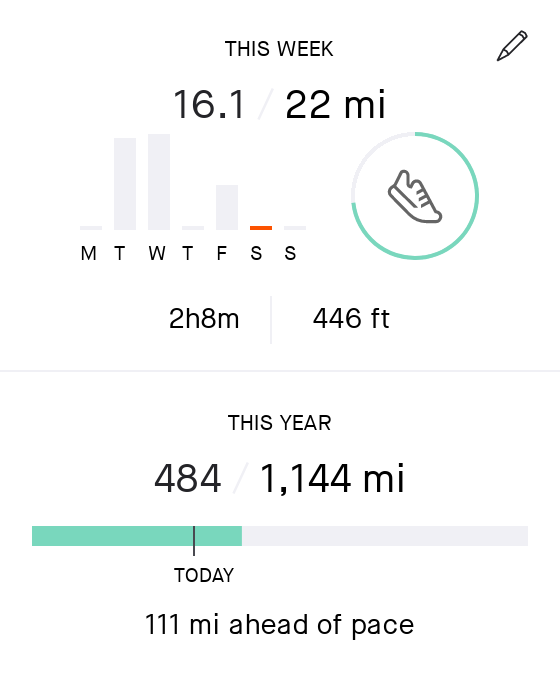 THIS WEEK
16.1 / 22 mi
M T W T F S S
2h8m 446 ft
THIS YEAR
484 / 1,144 mi
TODAY
111 mi ahead of pace